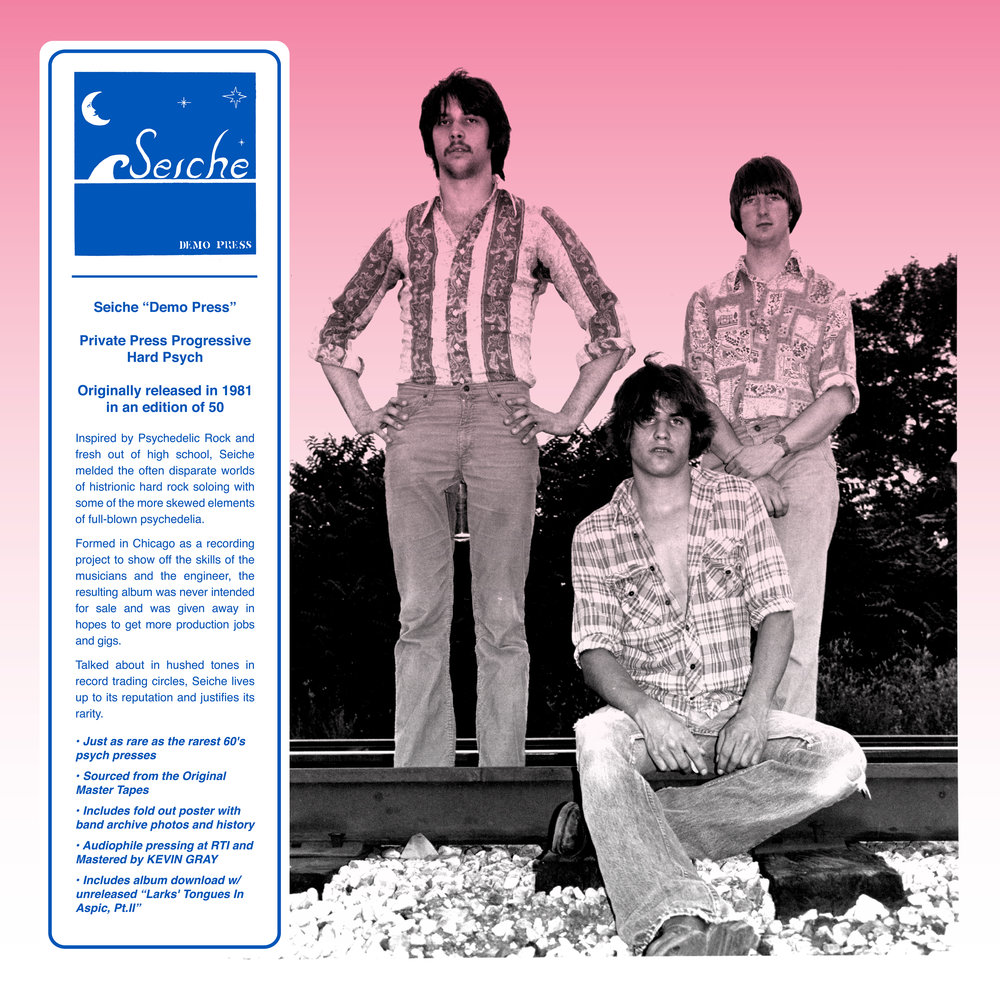 Seiche
DEMO PRESS
Seiche “Demo Press”
Private Press Progressive
Hard Psych
Originally released in 1981
in an edition of 50
Inspired by Psychedelic Rock and
fresh out of high school, Seiche
melded the often disparate worlds
of histrionic hard rock soloing with
some of the more skewed elements
of full-blown psychedelia.
Formed in Chicago as a recording
project to show off the skills of the
musicians and the engineer, the
resulting album was never intended
for sale and was given away in
hopes to get more production jobs
and gigs.
Talked about in hushed tones in
record trading circles, Seiche lives
up to its reputation and justifies its
rarity.
• Just as rare as the rarest 60's
psych presses
• Sourced from the Original
Master Tapes
• Includes fold out poster with
band archive photos and history
• Audiophile pressing at RTI and
Mastered by KEVIN GRAY
• Includes album download w/
unreleased “Larks' Tongues In
Aspic, Pt.II”